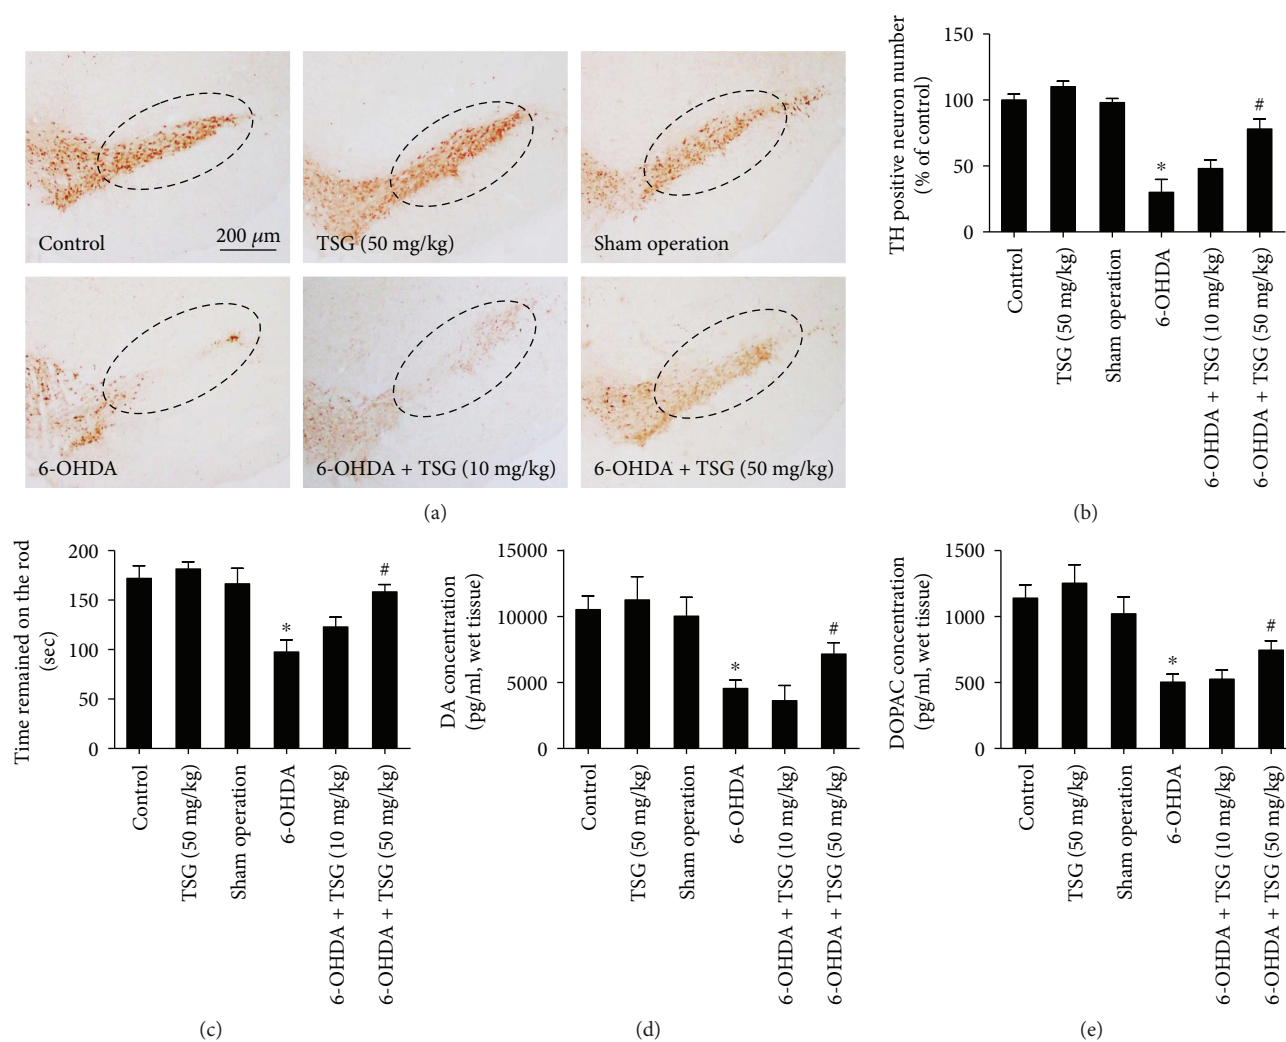 Control
200 μm
TSG (50 mg/kg)
Sham operation
6-OHDA
6-OHDA + TSG (10 mg/kg)
6-OHDA + TSG (50 mg/kg)
(a)
TH positive neuron number
(% of control)
150
100
50
0
*
#
Control
TSG (50 mg/kg)
Sham operation
6-OHDA
6-OHDA + TSG (10 mg/kg)
6-OHDA + TSG (50 mg/kg)
(b)
Time remained on the rod
(sec)
200
150
100
50
0
*
#
Control
TSG (50 mg/kg)
Sham operation
6-OHDA
6-OHDA + TSG (10 mg/kg)
6-OHDA + TSG (50 mg/kg)
(c)
DA concentration
(pg/ml, wet tissue)
15000
10000
5000
0
*
#
Control
TSG (50 mg/kg)
Sham operation
6-OHDA
6-OHDA + TSG (10 mg/kg)
6-OHDA + TSG (50 mg/kg)
(d)
DOPAC concentration
(pg/ml, wet tissue)
1500
1000
500
0
*
#
Control
TSG (50 mg/kg)
Sham operation
6-OHDA
6-OHDA + TSG (10 mg/kg)
6-OHDA + TSG (50 mg/kg)
(e)